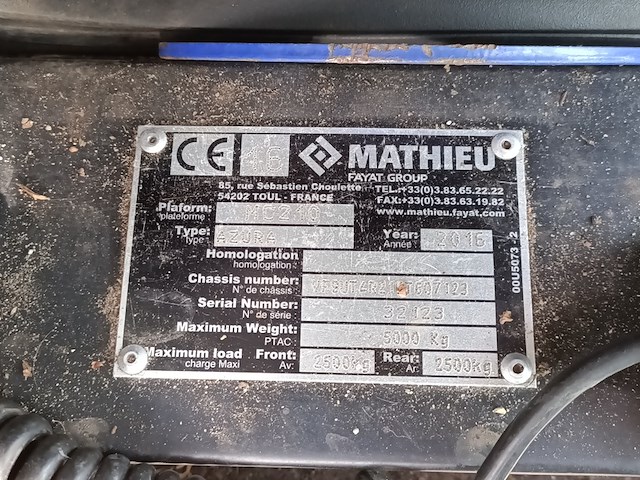 CE MATHIEU
FAYAT GROUP
85, rue Sébastien Choulette - TEL.:+33(0)3.83.65.22.22
54202 TOUL - FRANCE FAX:+33(0)3.83.63.19.82
www.mathieu.fayat.com
Plaform: MC210
plateforme :
Type: AZURA Year: 2016
Type : Année :
Homologation
homologation:
Chassis number:
N° de châssis :
Serial Number: 32123
N° de série :
Maximum Weight: 5000 Kg
PTAC :
Maximum load Front: 2500Kg Rear: 2500Kg
charge Maxi Av: Ar:
00U5073 - 2